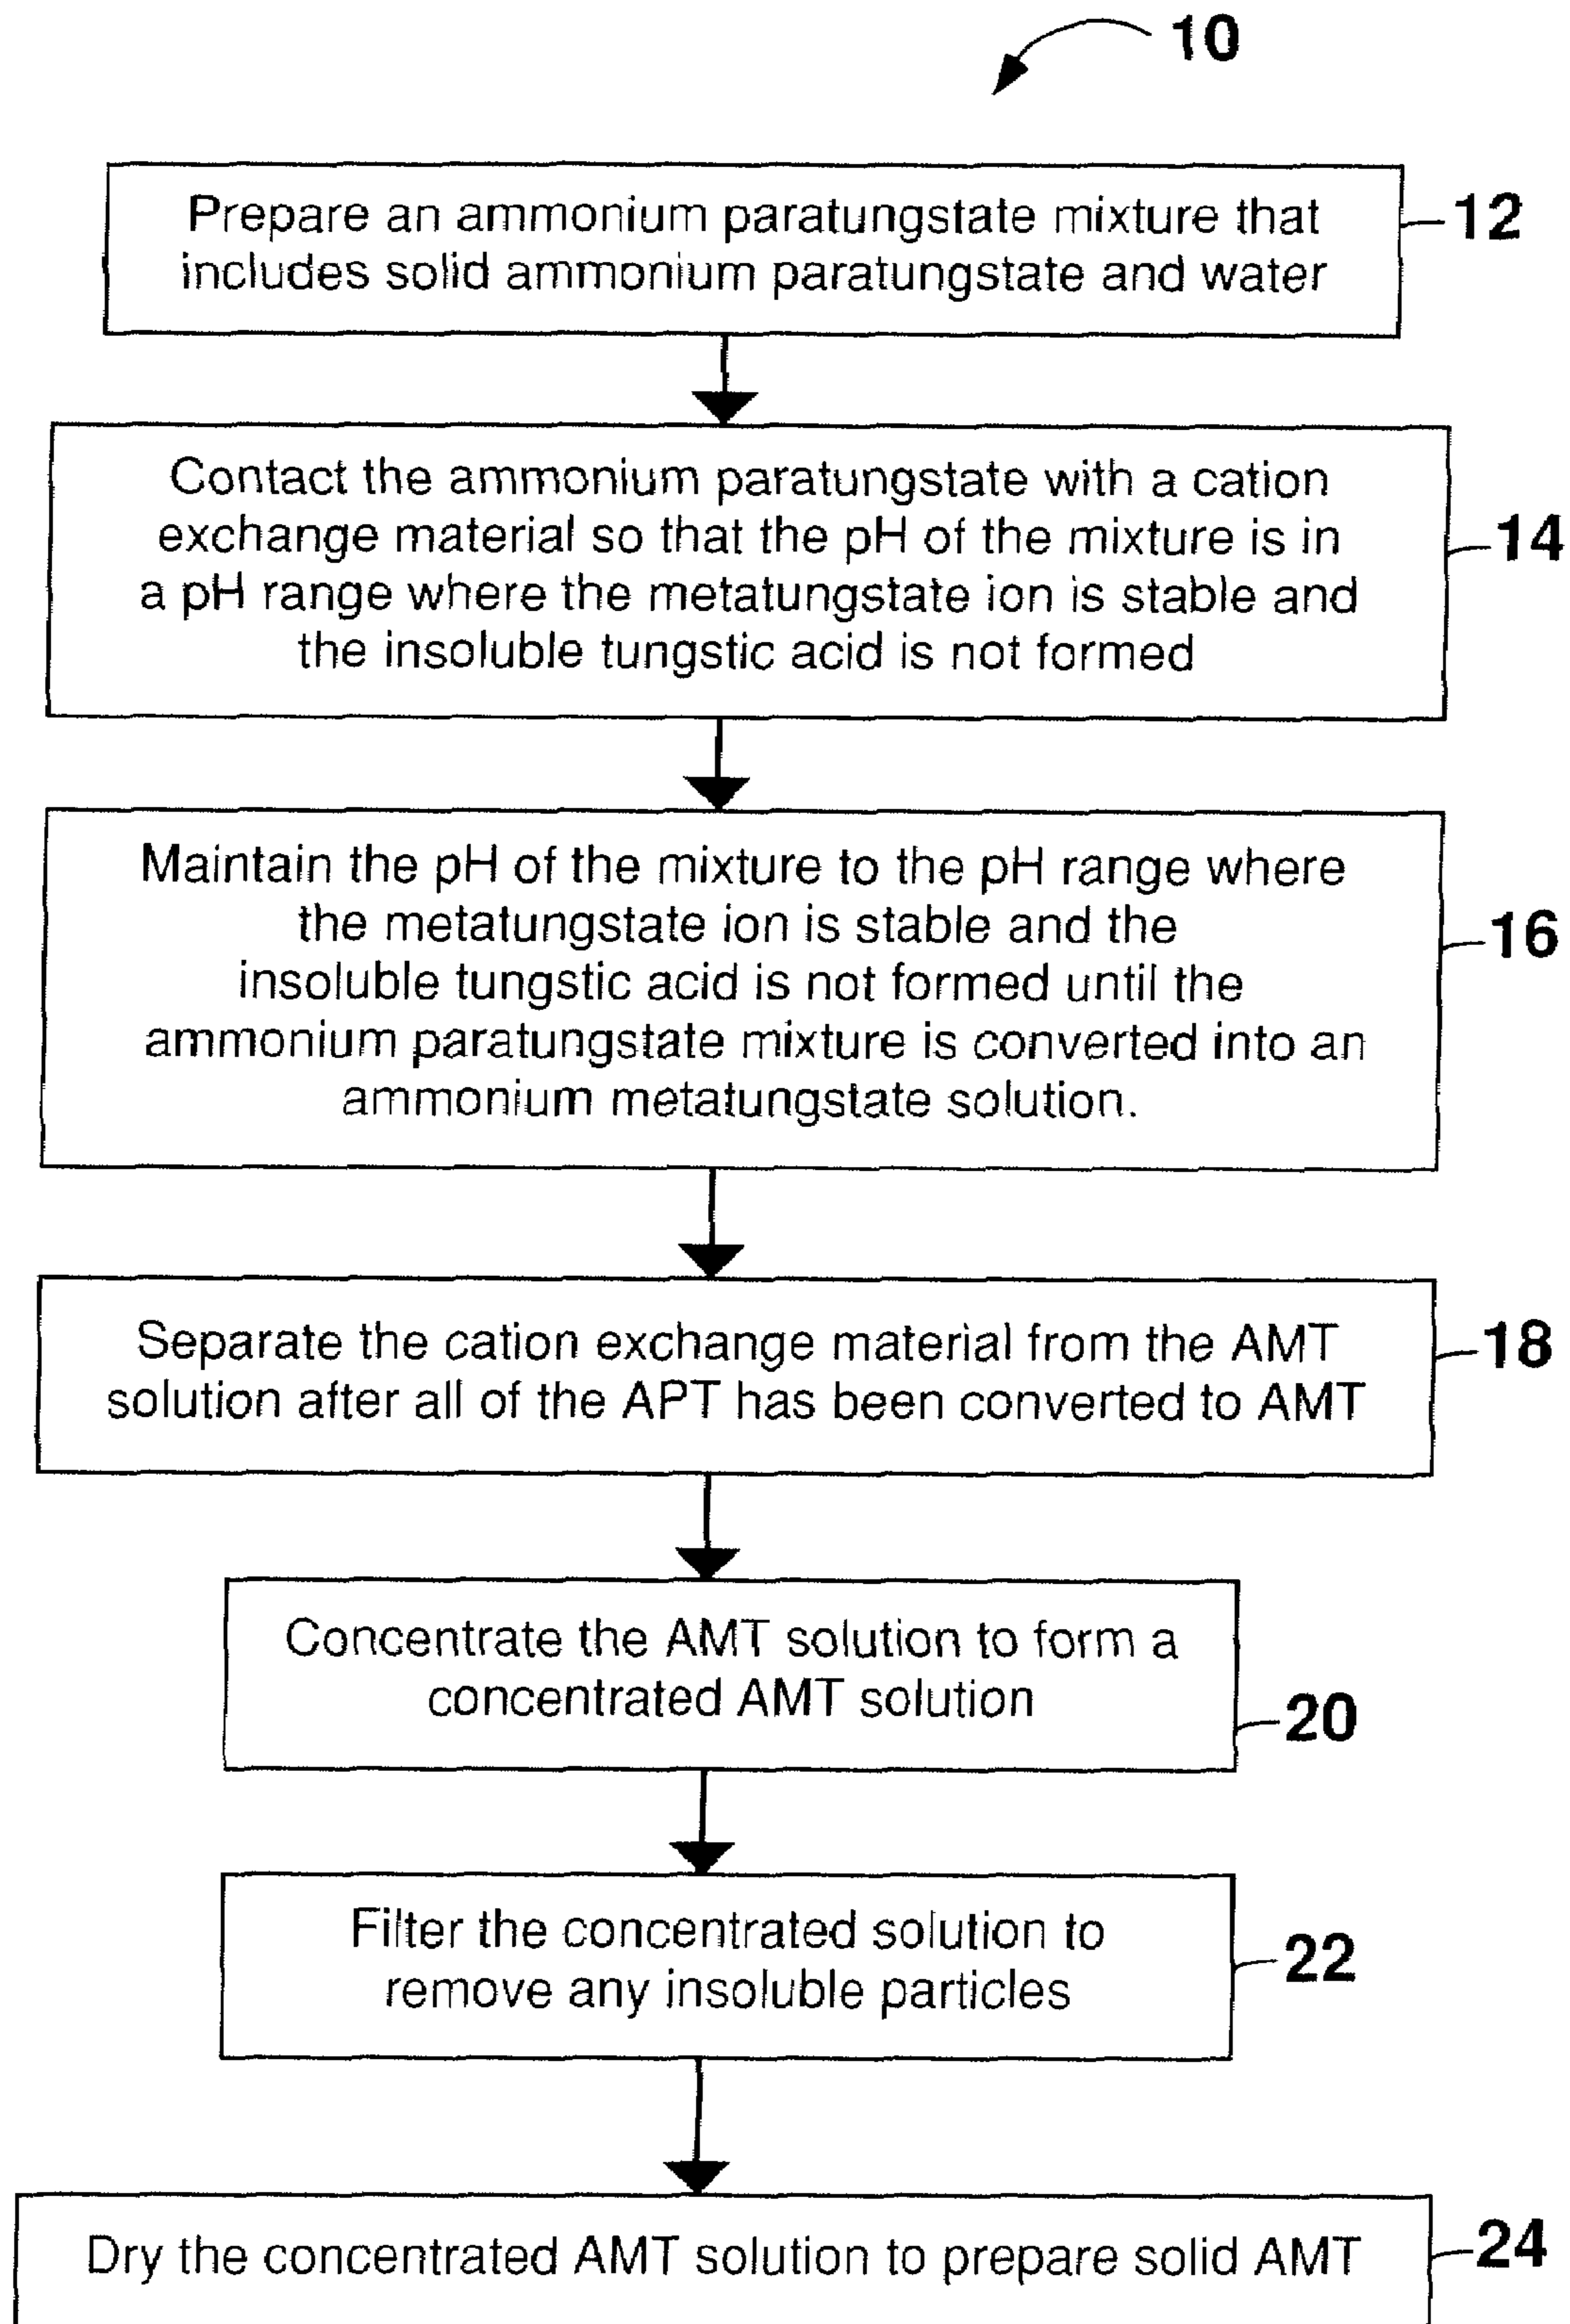 10
Prepare an ammonium paratungstate mixture that
includes solid ammonium paratungstate and water
12
Contact the ammonium paratungstate with a cation
exchange material so that the pH of the mixture is in
a pH range where the metatungstate ion is stable and
the insoluble tungstic acid is not formed
14
Maintain the pH of the mixture to the pH range where
the metatungstate ion is stable and the
insoluble tungstic acid is not formed until the
ammonium paratungstate mixture is converted into an
ammonium metatungstate solution.
16
Separate the cation exchange material from the AMT
solution after all of the APT has been converted to AMT
18
Concentrate the AMT solution to form a
concentrated AMT solution
20
Filter the concentrated solution to
remove any insoluble particles
22
Dry the concentrated AMT solution to prepare solid AMT
24